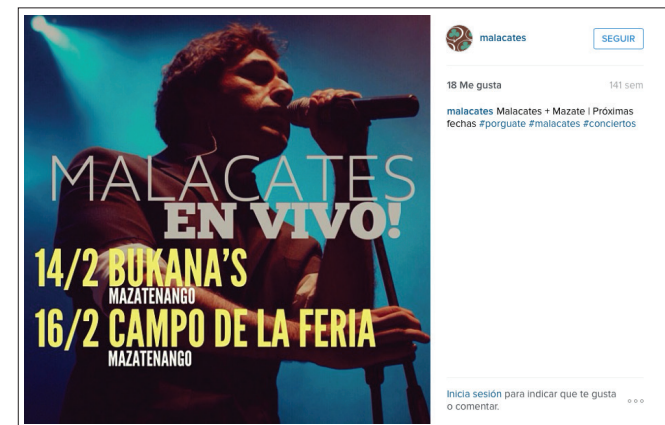 MALACATES
EN VIVO!
14/2 BUKANA'S
MAZATENANGO
16/2 CAMPO DE LA FERIA
MAZATENANGO
malacates
SEGUIR
18 Me gusta
141 sem
malacates Malacates + Mazate | Próximas
fechas #porguate #malacates #conciertos
Inicia sesión para indicar que te gusta
o comentar.